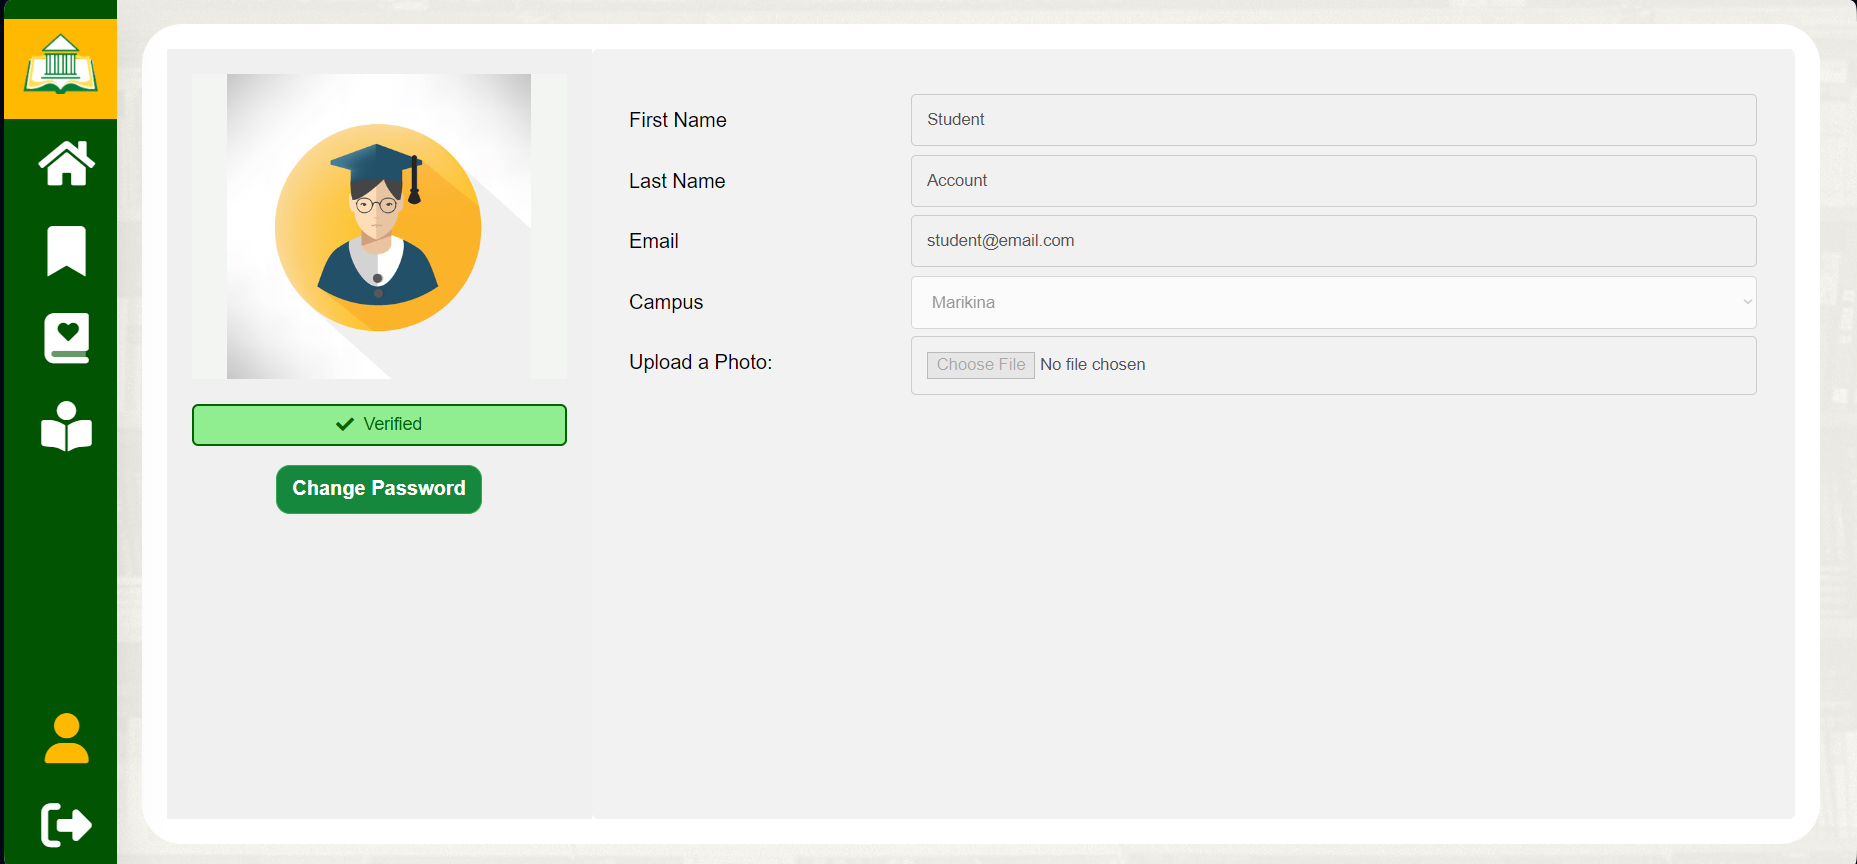 First Name
Student
Last Name
Account
Email
student@email.com
Campus
Marikina
Upload a Photo:
Choose File No file chosen
Verified
Change Password